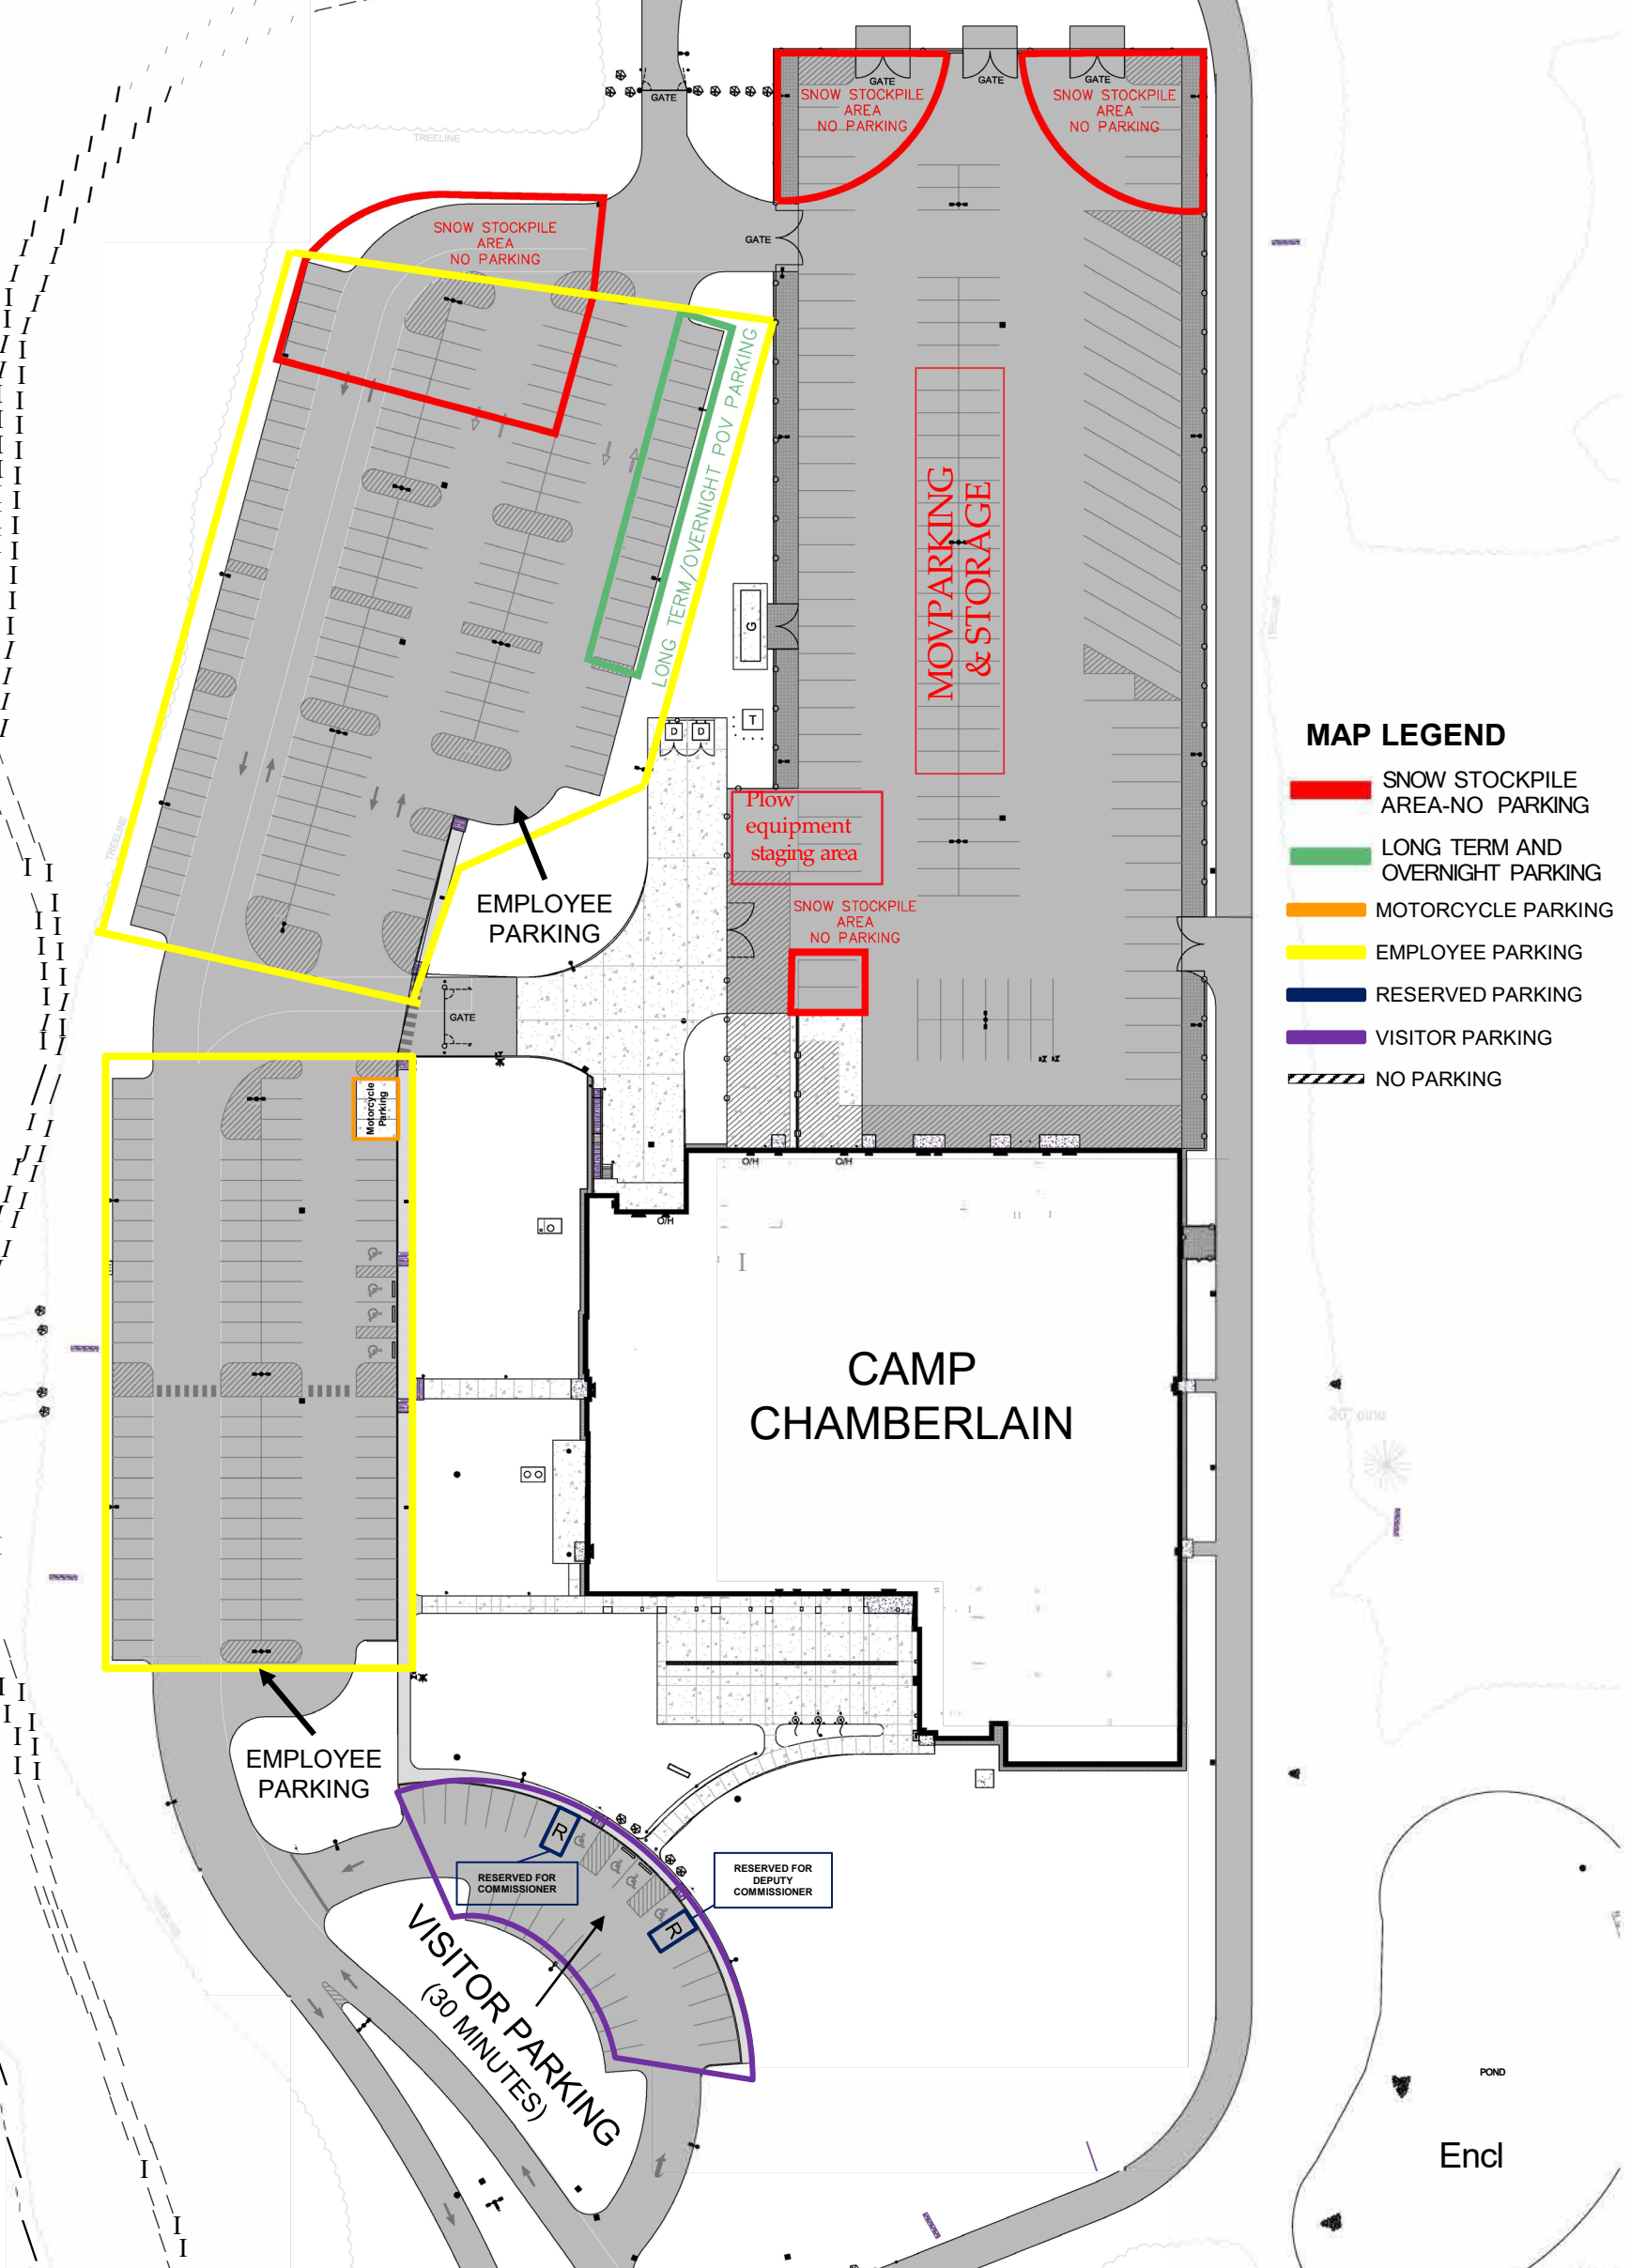 GATE
GATE
GATE
GATE
SNOW STOCKPILE
AREA
NO PARKING
SNOW STOCKPILE
AREA
NO PARKING
TREELINE
SNOW STOCKPILE
AREA
NO PARKING
GATE
LONG TERM/OVERNIGHT POV PARKING
MOVPARKING
& STORAGE
G
T
D
D
MAP LEGEND
SNOW STOCKPILE
AREA-NO PARKING
LONG TERM AND
OVERNIGHT PARKING
MOTORCYCLE PARKING
EMPLOYEE PARKING
RESERVED PARKING
VISITOR PARKING
NO PARKING
Plow
equipment
staging area
TREELINE
EMPLOYEE
PARKING
SNOW STOCKPILE
AREA
NO PARKING
GATE
Motorcycle
Parking
O/H
O/H
O/H
CAMP
CHAMBERLAIN
EMPLOYEE
PARKING
R
RESERVED FOR
COMMISSIONER
RESERVED FOR
DEPUTY
COMMISSIONER
R
VISITOR PARKING
(30 MINUTES)
t
POND
Encl